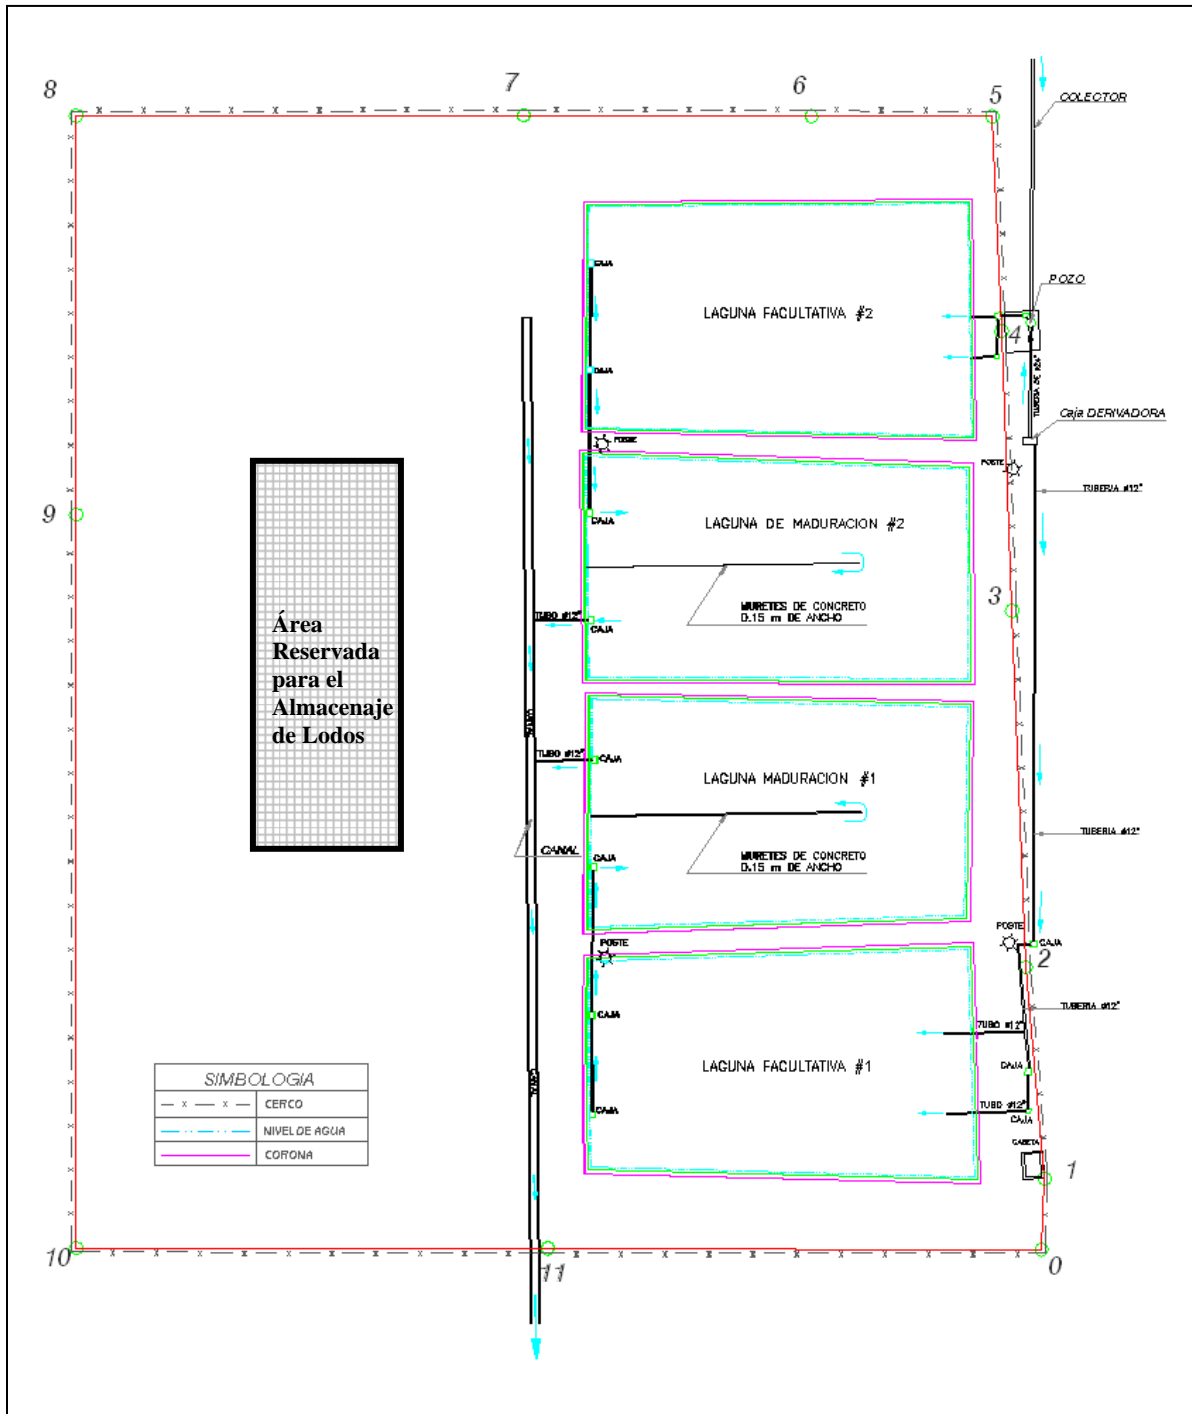 8
7
6
5
COLECTOR
POZO
CAJA
LAGUNA FACULTATIVA #2
4
CAJA
TUBERIA DE #24"
Caja DERIVADORA
POSTE
POSTE
TUBERIA #12"
9
CAJA
LAGUNA DE MADURACION #2
3
MURETES DE CONCRETO
0.15 m DE ANCHO
TUBO #12"
CAJA
Área
Reservada
para el
Almacenaje
de Lodos
TUBO #12"
CAJA
LAGUNA MADURACION #1
TUBERIA #12"
CANAL
CAJA
MURETES DE CONCRETO
0.15 m DE ANCHO
POSTE
POSTE
CAJA
2
CAJA
TUBERIA #12"
TUBO #12"
LAGUNA FACULTATIVA #1
CAJA
SIMBOLOGIA
CERCO
NIVEL DE AGUA
CORONA
CAJA
TUBO #12"
CAJA
CASETA
1
10
11
0